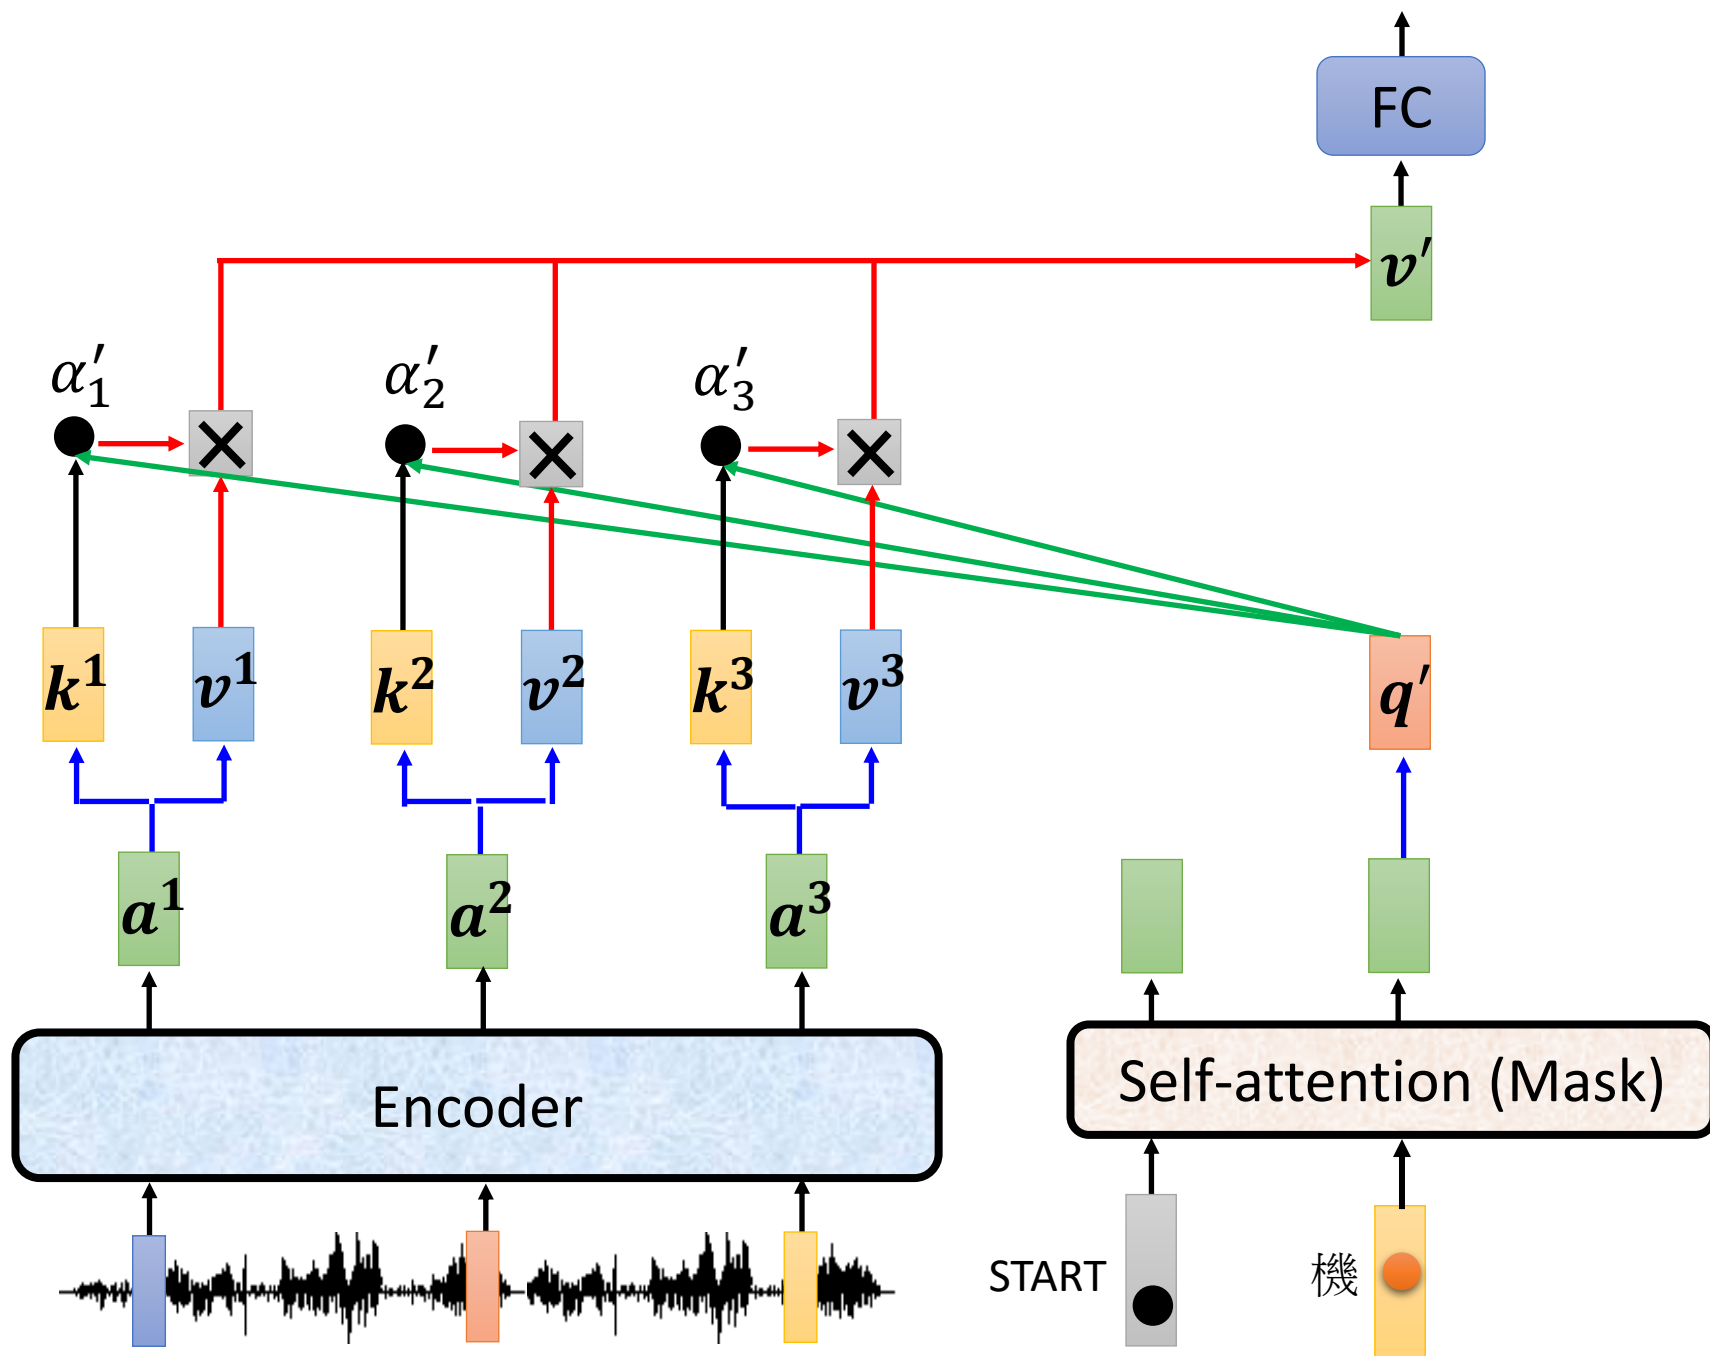 FC
v′
α′₁ α′₂ α′₃
k¹ v¹ k² v² k³ v³ q′
a¹ a² a³
Encoder
Self-attention (Mask)
START 機